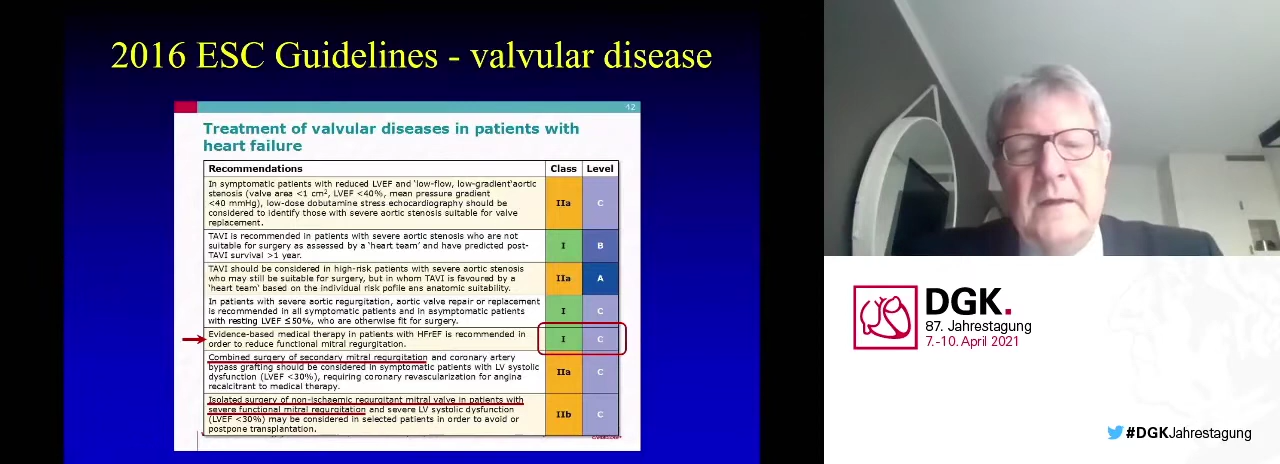 2016 ESC Guidelines - valvular disease
12
Treatment of valvular diseases in patients with
heart failure
Recommendations Class Level
In symptomatic patients with reduced LVEF and 'low-flow, low-gradient'aortic
stenosis (valve area <1 cm², LVEF <40%, mean pressure gradient
<40 mmHg), low-dose dobutamine stress echocardiography should be
considered to identify those with severe aortic stenosis suitable for valve
replacement.
IIa C
TAVI is recommended in patients with severe aortic stenosis who are not
suitable for surgery as assessed by a 'heart team' and have predicted post-
TAVI survival >1 year.
I B
TAVI should be considered in high-risk patients with severe aortic stenosis
who may still be suitable for surgery, but in whom TAVI is favoured by a
'heart team' based on the individual risk pofile ans anatomic suitability.
IIa A
In patients with severe aortic regurgitation, aortic valve repair or replacement
is recommended in all symptomatic patients and in asymptomatic patients
with resting LVEF ≤50%, who are otherwise fit for surgery.
I C
Evidence-based medical therapy in patients with HFrEF is recommended in
order to reduce functional mitral regurgitation.
I C
Combined surgery of secondary mitral regurgitation and coronary artery
bypass grafting should be considered in symptomatic patients with LV systolic
dysfunction (LVEF <30%), requiring coronary revascularization for angina
recalcitrant to medical therapy.
IIa C
Isolated surgery of non-ischaemic regurgitant mitral valve in patients with
severe functional mitral regurgitation and severe LV systolic dysfunction
(LVEF <30%) may be considered in selected patients in order to avoid or
postpone transplantation.
IIb C
DGK.
87. Jahrestagung
7.-10. April 2021
#DGKJahrestagung